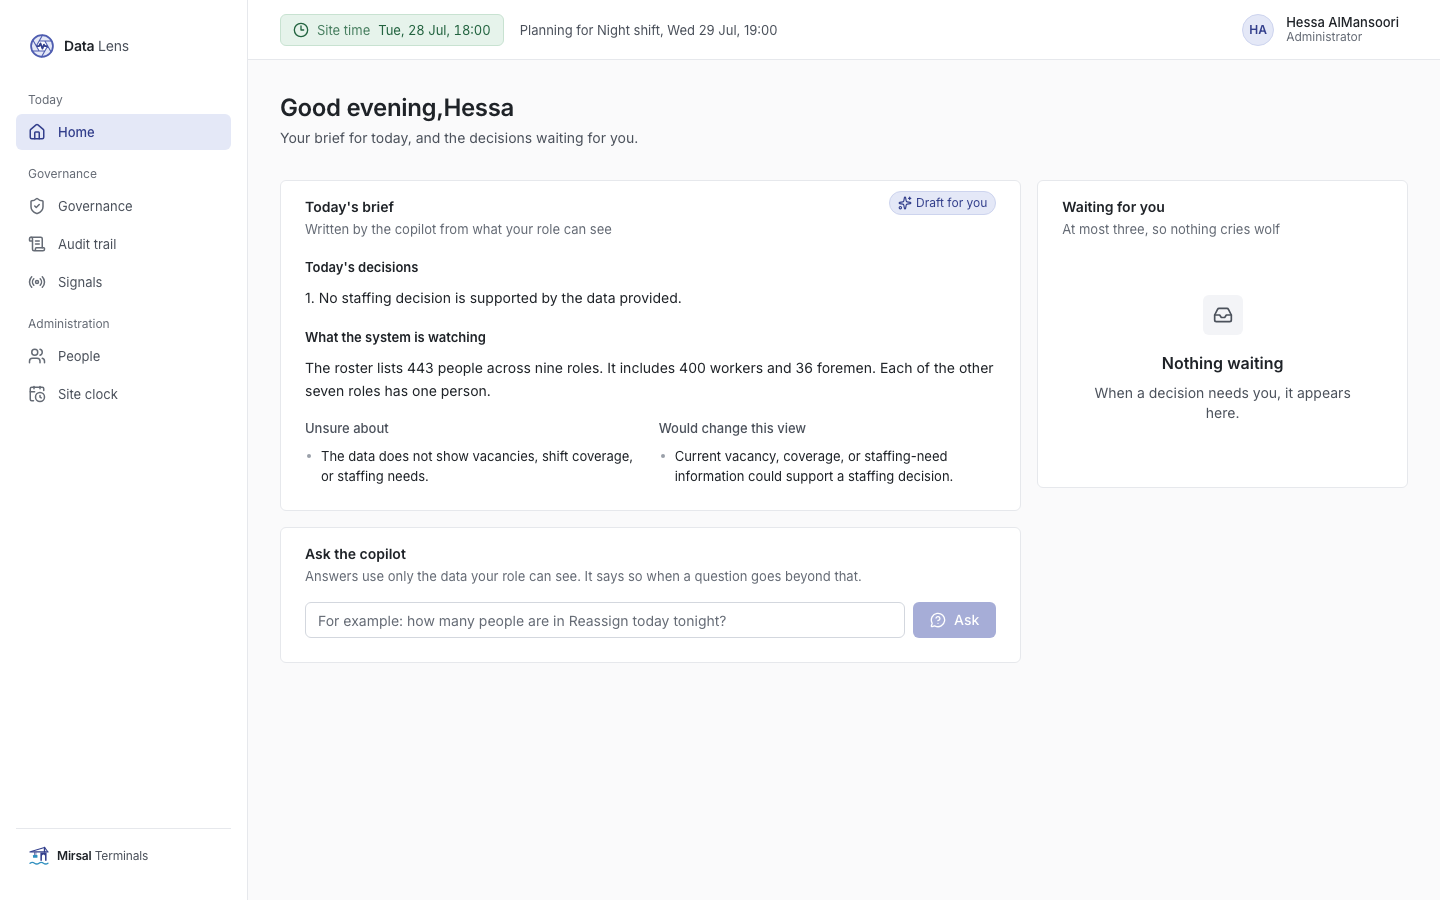 Data Lens
Today
Home
Governance
Governance
Audit trail
Signals
Administration
People
Site clock
Mirsal Terminals
Site time Tue, 28 Jul, 18:00
Planning for Night shift, Wed 29 Jul, 19:00
HA
Hessa AlMansoori
Administrator
Good evening,Hessa
Your brief for today, and the decisions waiting for you.
Today's brief
Draft for you
Written by the copilot from what your role can see
Today's decisions
1. No staffing decision is supported by the data provided.
What the system is watching
The roster lists 443 people across nine roles. It includes 400 workers and 36 foremen. Each of the other
seven roles has one person.
Unsure about
• The data does not show vacancies, shift coverage,
or staffing needs.
Would change this view
• Current vacancy, coverage, or staffing-need
information could support a staffing decision.
Ask the copilot
Answers use only the data your role can see. It says so when a question goes beyond that.
For example: how many people are in Reassign today tonight?
Ask
Waiting for you
At most three, so nothing cries wolf
Nothing waiting
When a decision needs you, it appears
here.